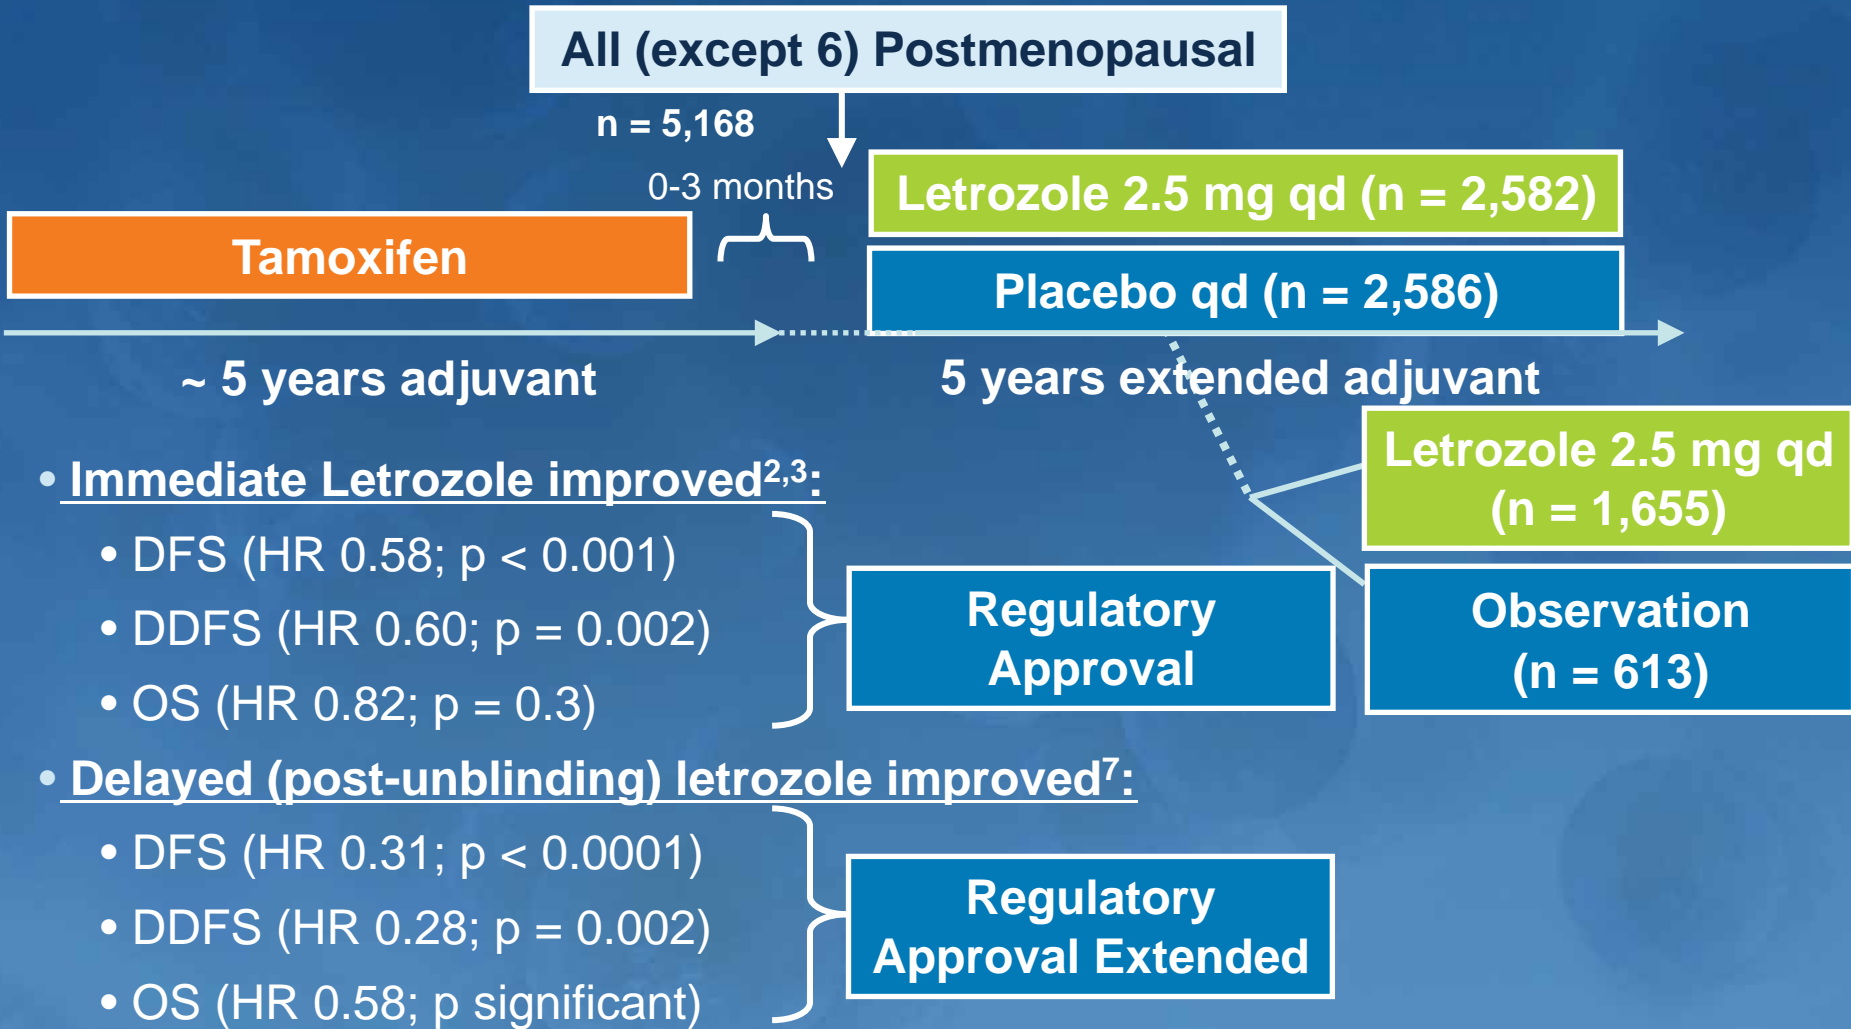 All (except 6) Postmenopausal
n = 5,168
0-3 months
Letrozole 2.5 mg qd (n = 2,582)
Tamoxifen
Placebo qd (n = 2,586)
~ 5 years adjuvant
5 years extended adjuvant
Letrozole 2.5 mg qd
(n = 1,655)
Observation
(n = 613)
• Immediate Letrozole improved2,3:
• DFS (HR 0.58; p < 0.001)
• DDFS (HR 0.60; p = 0.002)
• OS (HR 0.82; p = 0.3)
Regulatory
Approval
• Delayed (post-unblinding) letrozole improved7:
• DFS (HR 0.31; p < 0.0001)
• DDFS (HR 0.28; p = 0.002)
• OS (HR 0.58; p significant)
Regulatory
Approval Extended